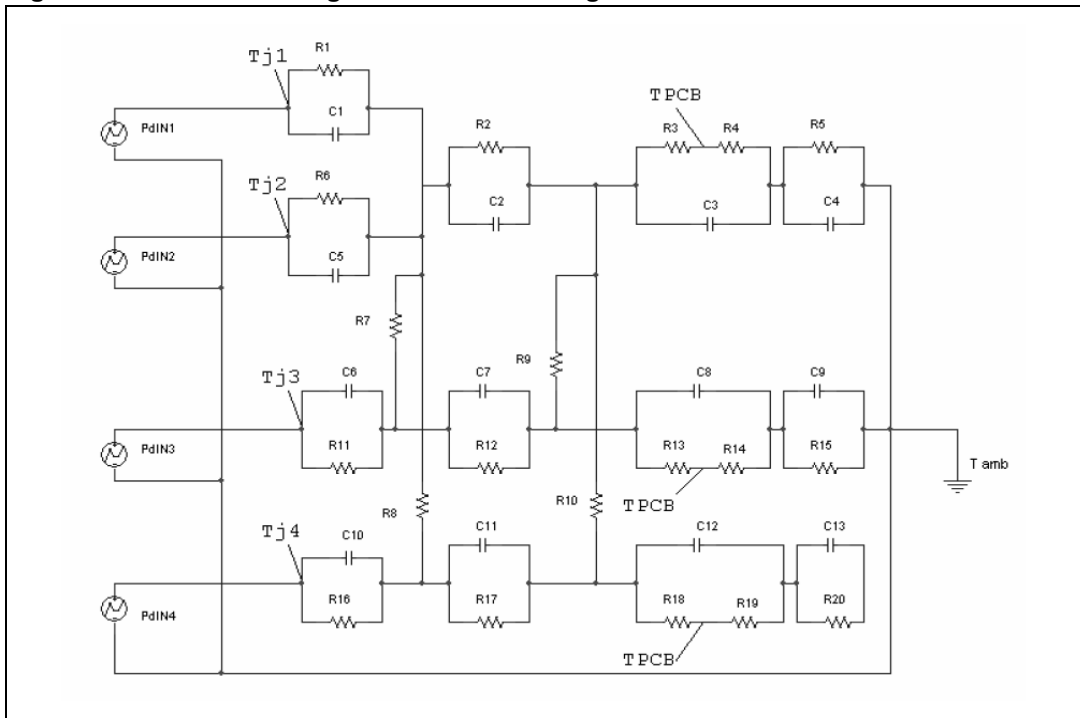 Tj1
R1
C1
PdIN1
R2
C2
TPCB
R3
R4
C3
R5
C4
Tj2
R6
C5
PdIN2
R7
R9
Tj3
C6
R11
C7
R12
C8
R13
R14
TPCB
C9
R15
PdIN3
T amb
R8
R10
Tj4
C10
R16
C11
R17
C12
R18
R19
TPCB
C13
R20
PdIN4